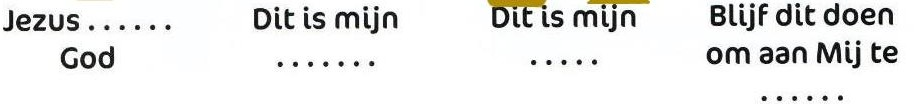 Jezus . . . . . .
God
Dit is mijn
. . . . . . .
Dit is mijn
. . . . .
Blijf dit doen
om aan Mij te
. . . . . .